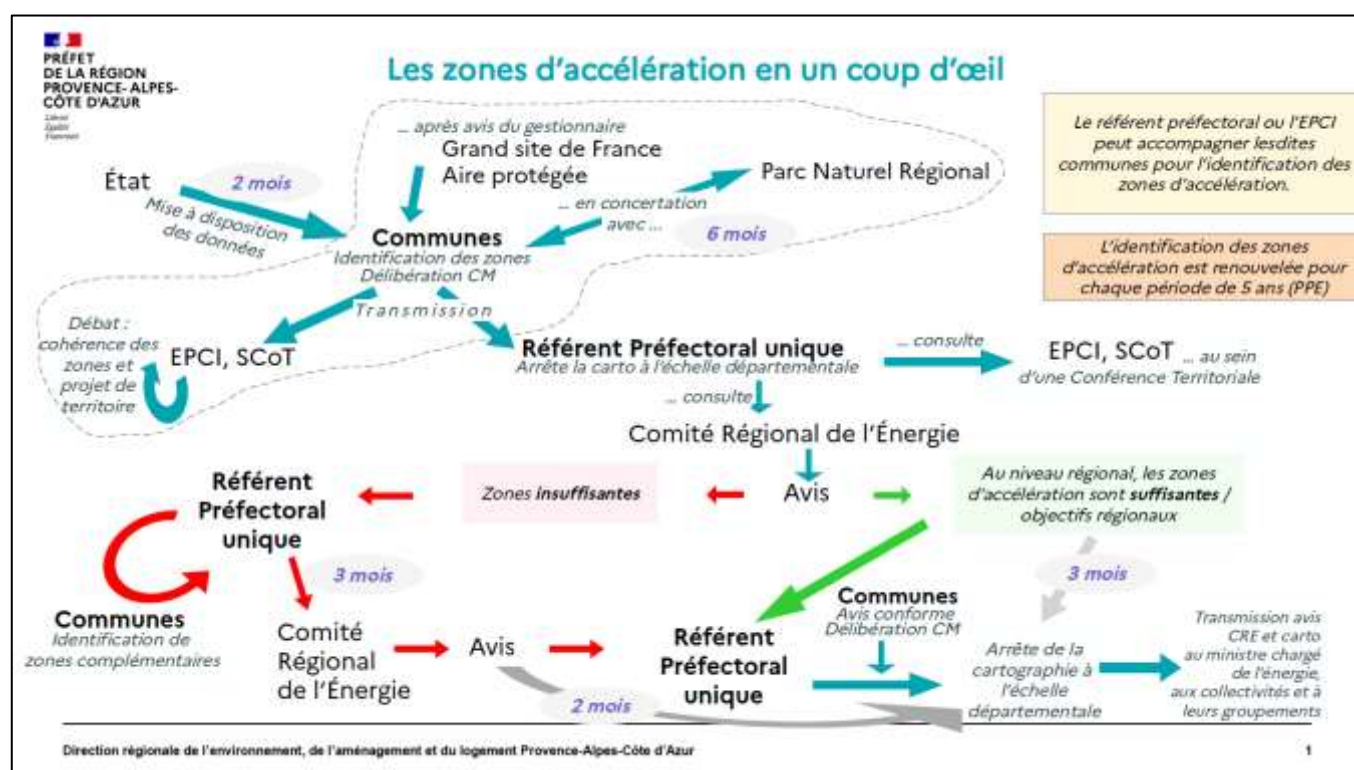 PRÉFET
DE LA RÉGION
PROVENCE- ALPES-
CÔTE D'AZUR
Liberté
Égalité
Fraternité
Les zones d'accélération en un coup d'œil
Le référent préfectoral ou l'EPCI
peut accompagner lesdites
communes pour l'identification des
zones d'accélération.
L'identification des zones
d'accélération est renouvelée pour
chaque période de 5 ans (PPE)
... après avis du gestionnaire
Grand site de France
Aire protégée
État
2 mois
Mise à disposition
des données
Parc Naturel Régional
... en concertation
avec ...
6 mois
Communes
Identification des zones
Délibération CM
Transmission
Débat :
cohérence des
zones et
projet de
territoire
EPCI, SCoT
Référent Préfectoral unique
Arrête la carto à l'échelle départementale
... consulte
EPCI, SCoT ... au sein
d'une Conférence Territoriale
... consulte
Comité Régional de l'Énergie
Avis
Zones insuffisantes
Au niveau régional, les zones
d'accélération sont suffisantes /
objectifs régionaux
Référent
Préfectoral
unique
3 mois
Communes
Identification de
zones complémentaires
Comité
Régional
de l'Énergie
Avis
2 mois
Référent
Préfectoral
unique
Communes
Avis conforme
Délibération CM
3 mois
Arrête de la
cartographie à
l'échelle
départementale
Transmission avis
CRE et carto
au ministre chargé
de l'énergie,
aux collectivités et à
leurs groupements
Direction régionale de l'environnement, de l'aménagement et du logement Provence-Alpes-Côte d'Azur
1